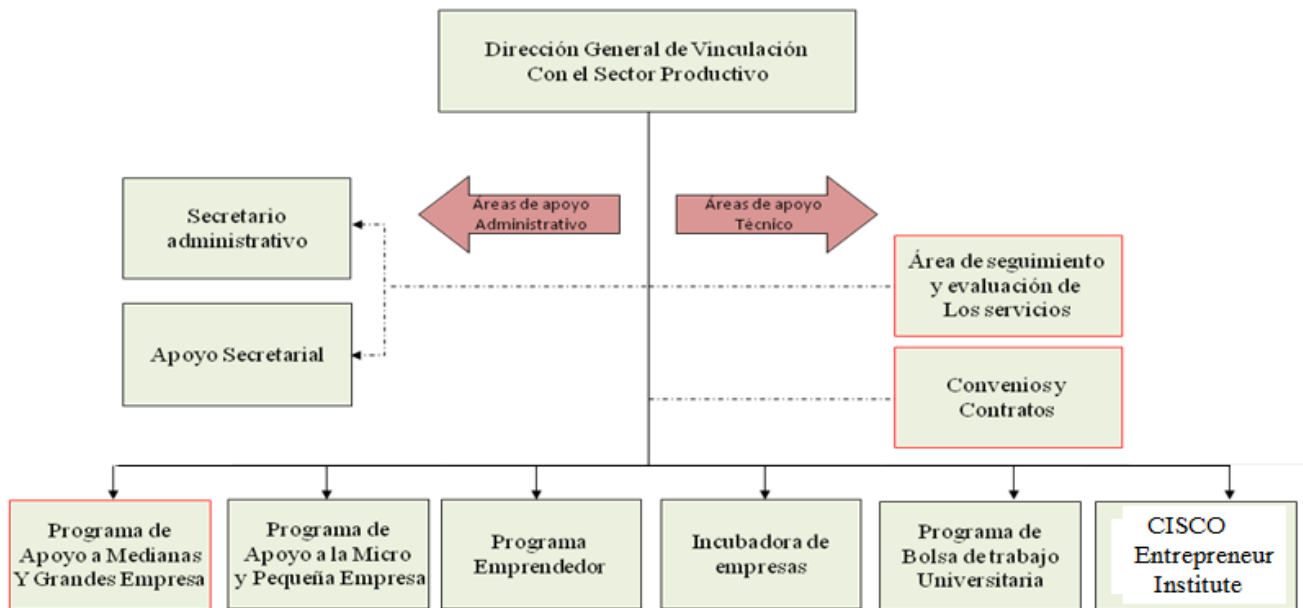 Dirección General de Vinculación
Con el Sector Productivo
Áreas de apoyo
Administrativo
Áreas de apoyo
Técnico
Secretario
administrativo
Área de seguimiento
y evaluación de
Los servicios
Apoyo Secretarial
Convenios y
Contratos
Programa de
Apoyo a Medianas
Y Grandes Empresa
Programa de
Apoyo a la Micro
y Pequeña Empresa
Programa
Emprendedor
Incubadora de
empresas
Programa de
Bolsa de trabajo
Universitaria
CISCO
Entrepreneur
Institute